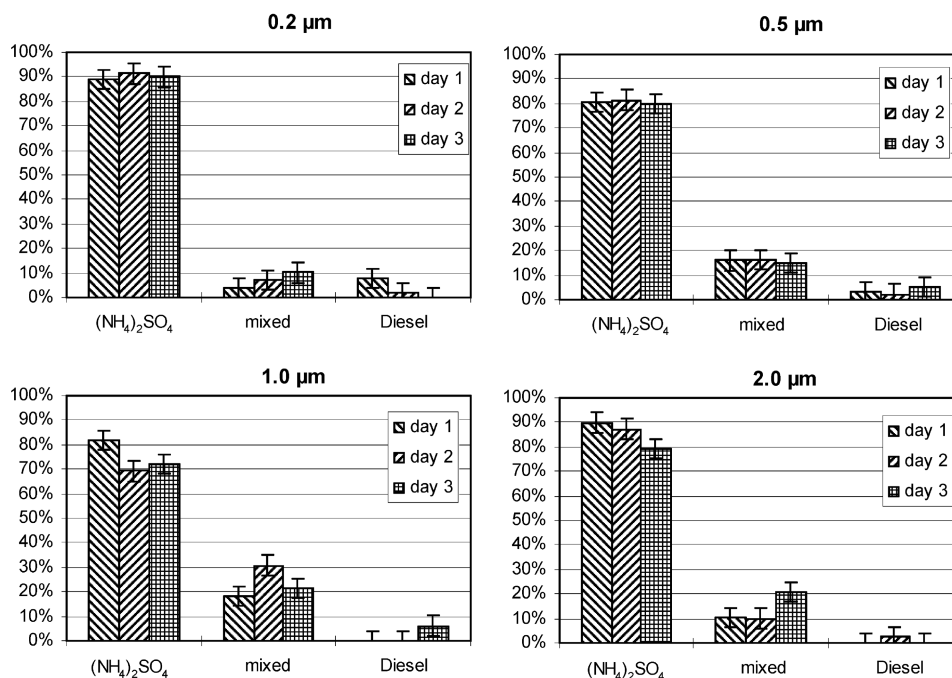 0.2 µm
100%
90%
80%
70%
60%
50%
40%
30%
20%
10%
0%
day 1
day 2
day 3
(NH4)2SO4 mixed Diesel
0.5 µm
100%
90%
80%
70%
60%
50%
40%
30%
20%
10%
0%
day 1
day 2
day 3
(NH4)2SO4 mixed Diesel
1.0 µm
100%
90%
80%
70%
60%
50%
40%
30%
20%
10%
0%
day 1
day 2
day 3
(NH4)2SO4 mixed Diesel
2.0 µm
100%
90%
80%
70%
60%
50%
40%
30%
20%
10%
0%
day 1
day 2
day 3
(NH4)2SO4 mixed Diesel